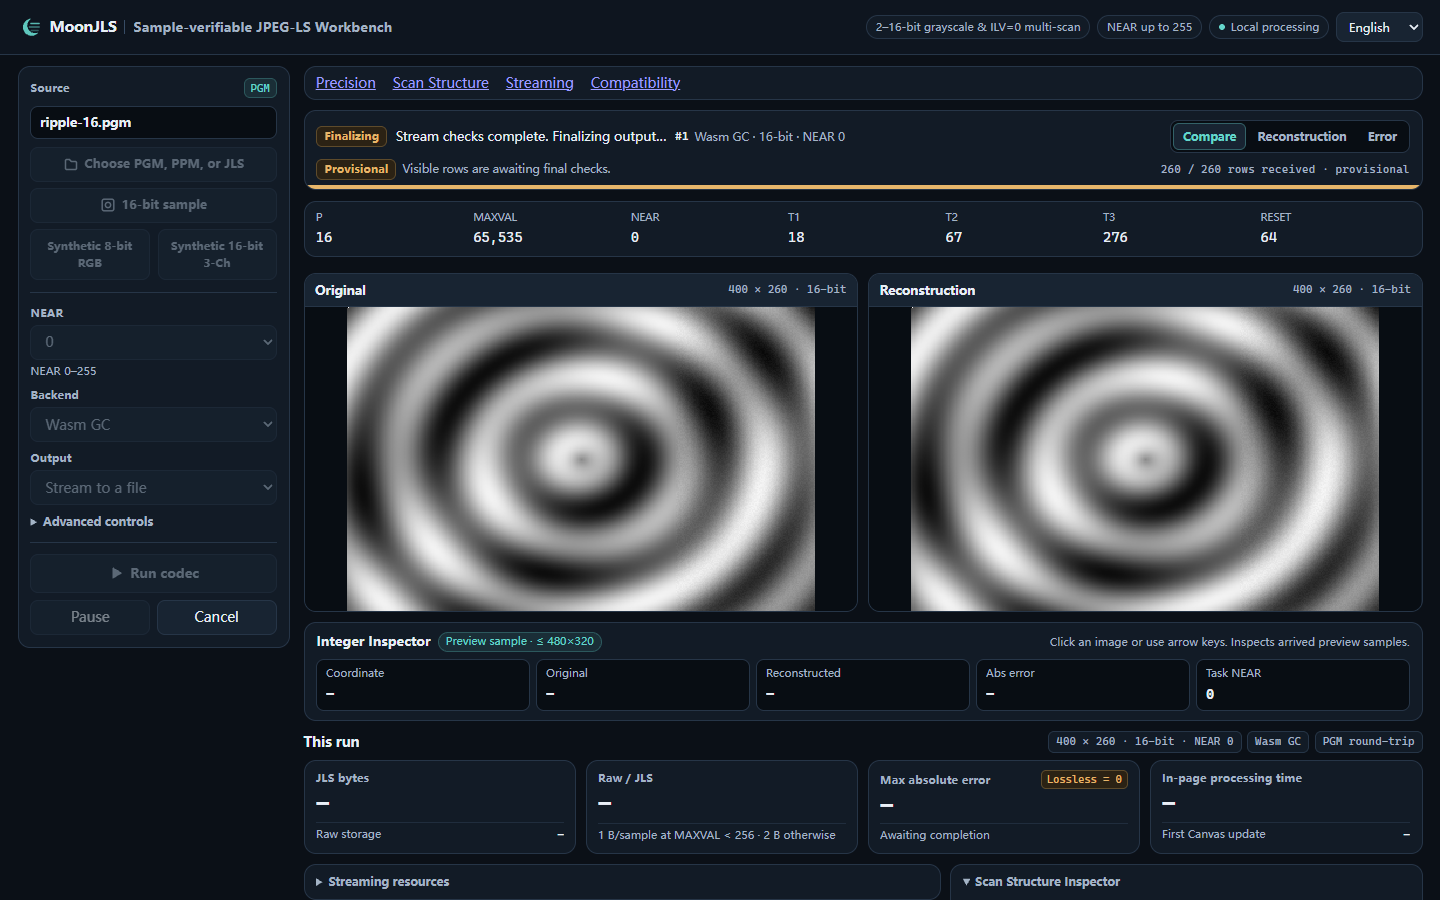 MoonJLS Sample-verifiable JPEG-LS Workbench
2–16-bit grayscale & ILV=0 multi-scan
NEAR up to 255
Local processing
English
Source
PGM
ripple-16.pgm
Choose PGM, PPM, or JLS
16-bit sample
Synthetic 8-bit RGB
Synthetic 16-bit 3-Ch
NEAR
0
NEAR 0–255
Backend
Wasm GC
Output
Stream to a file
Advanced controls
Run codec
Pause
Cancel
Precision
Scan Structure
Streaming
Compatibility
Finalizing
Stream checks complete. Finalizing output… #1 Wasm GC · 16-bit · NEAR 0
Compare
Reconstruction
Error
Provisional
Visible rows are awaiting final checks.
260 / 260 rows received · provisional
P
16
MAXVAL
65,535
NEAR
0
T1
18
T2
67
T3
276
RESET
64
Original
400 × 260 · 16-bit
Reconstruction
400 × 260 · 16-bit
Integer Inspector
Preview sample · ≤ 480×320
Click an image or use arrow keys. Inspects arrived preview samples.
Coordinate
—
Original
—
Reconstructed
—
Abs error
—
Task NEAR
0
This run
400 × 260 · 16-bit · NEAR 0
Wasm GC
PGM round-trip
JLS bytes
—
Raw storage
—
Raw / JLS
—
1 B/sample at MAXVAL < 256 · 2 B otherwise
Max absolute error
Lossless = 0
—
Awaiting completion
In-page processing time
—
First Canvas update
—
Streaming resources
Scan Structure Inspector